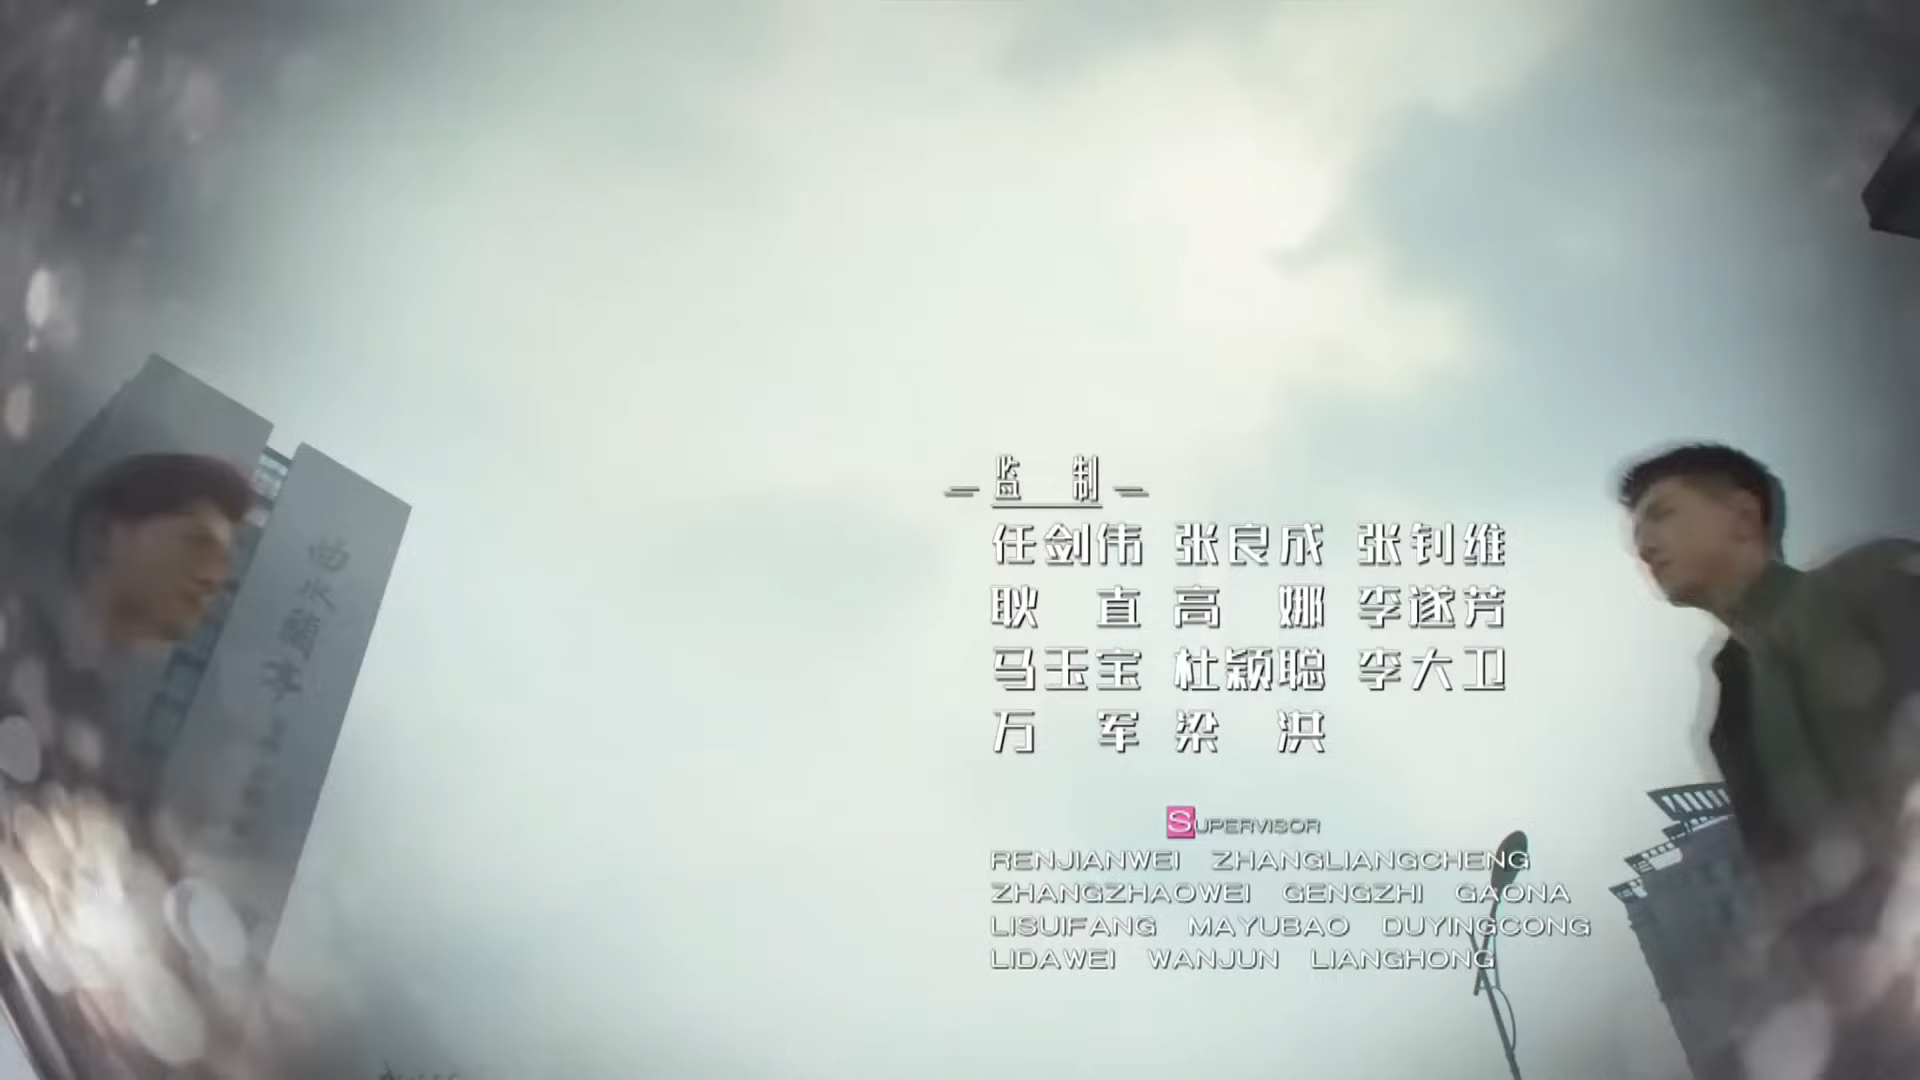 监 制
任剑伟 张良成 张钊维
耿 直 高 娜 李遂芳
马玉宝 杜颖聪 李大卫
万 军 梁 洪
SUPERVISOR
RENJIANWEI ZHANGLIANGCHENG
ZHANGZHAOWEI GENGZHI GAONA
LISUIFANG MAYUBAO DUYINGCONG
LIDAWEI WANJUN LIANGHONG